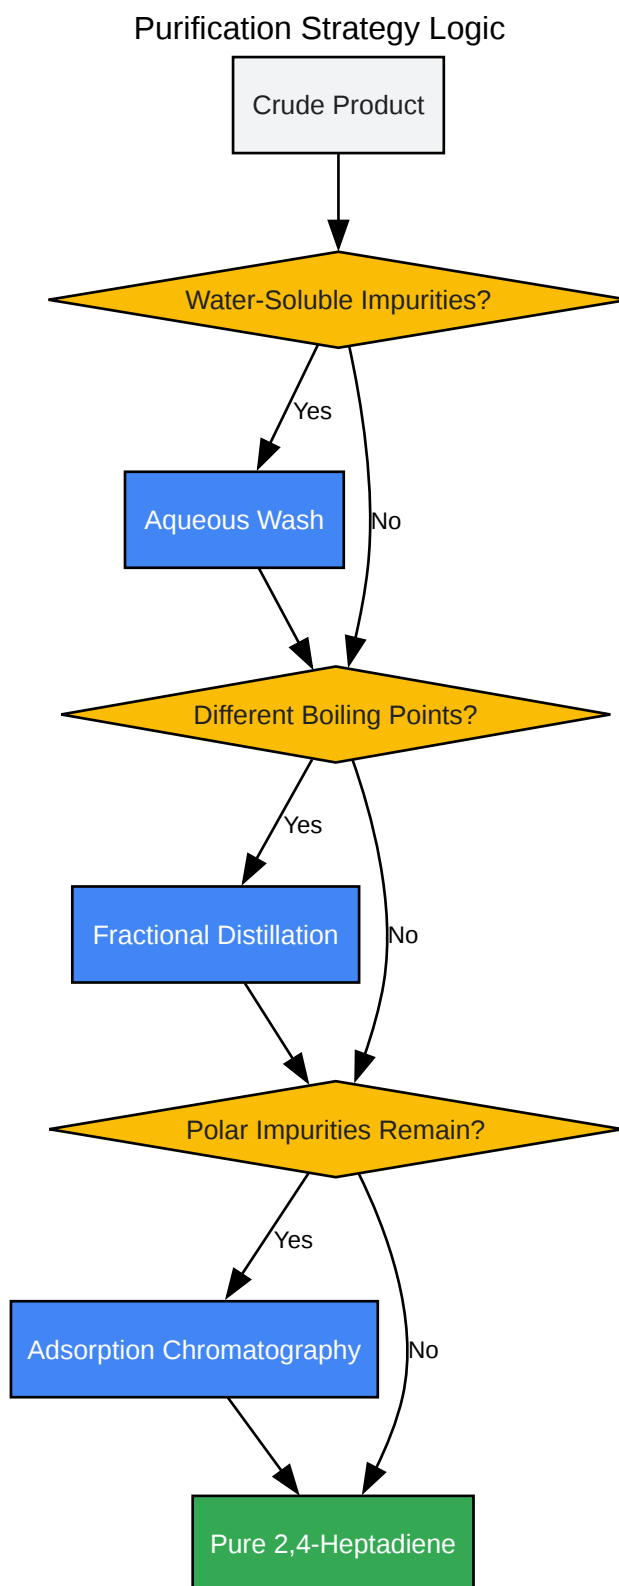 Purification Strategy Logic
Crude Product
Water-Soluble Impurities?
Yes
Aqueous Wash
No
Different Boiling Points?
Yes
Fractional Distillation
No
Polar Impurities Remain?
Yes
Adsorption Chromatography
No
Pure 2,4-Heptadiene